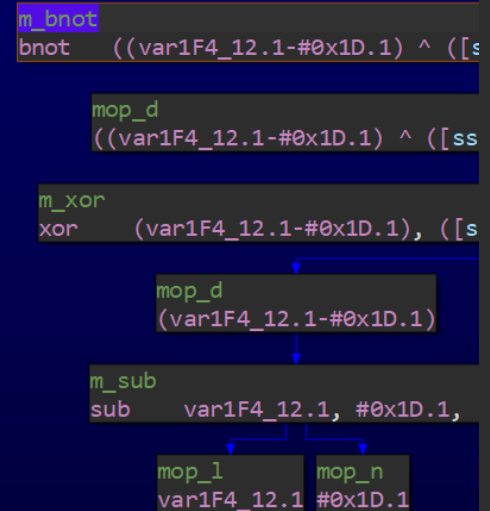 m_bnot
bnot ((var1F4_12.1-#0x1D.1) ^ ([s
mop_d
((var1F4_12.1-#0x1D.1) ^ ([ss
m_xor
xor (var1F4_12.1-#0x1D.1), ([s
mop_d
(var1F4_12.1-#0x1D.1)
m_sub
sub var1F4_12.1, #0x1D.1,
mop_l mop_n
var1F4_12.1 #0x1D.1